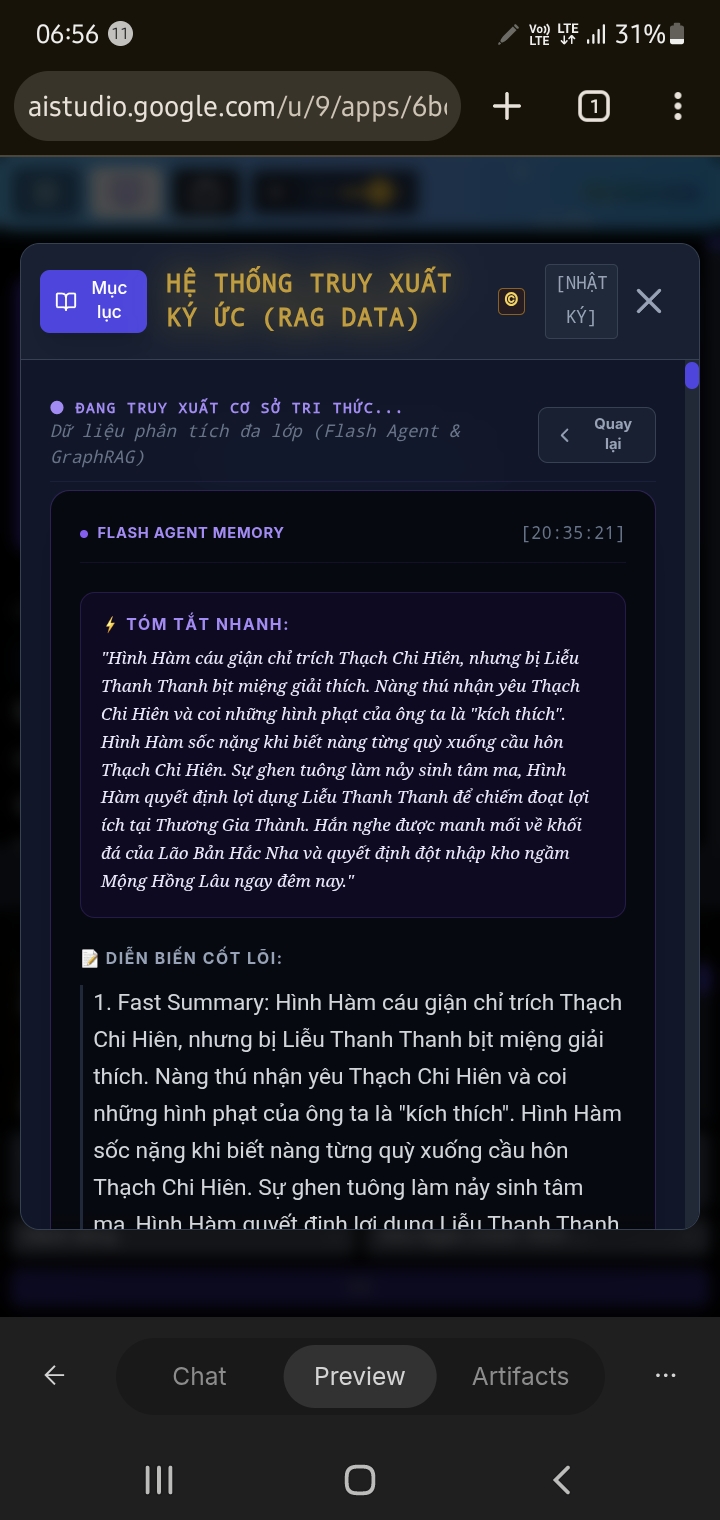 06:56 11 Vo)) LTE LTE 31%
aistudio.google.com/u/9/apps/6b
1
Mục
lục
HỆ THỐNG TRUY XUẤT
KÝ ỨC (RAG DATA)
©
[NHẬT
KÝ]
ĐANG TRUY XUẤT CƠ SỞ TRI THỨC...
Dữ liệu phân tích đa lớp (Flash Agent &
GraphRAG)
Quay
lại
FLASH AGENT MEMORY
[20:35:21]
⚡ TÓM TẮT NHANH:
"Hình Hàm cáu giận chỉ trích Thạch Chi Hiên, nhưng bị Liễu
Thanh Thanh bịt miệng giải thích. Nàng thú nhận yêu Thạch
Chi Hiên và coi những hình phạt của ông ta là "kích thích".
Hình Hàm sốc nặng khi biết nàng từng quỳ xuống cầu hôn
Thạch Chi Hiên. Sự ghen tuông làm nảy sinh tâm ma, Hình
Hàm quyết định lợi dụng Liễu Thanh Thanh để chiếm đoạt lợi
ích tại Thương Gia Thành. Hắn nghe được manh mối về khối
đá của Lão Bản Hắc Nha và quyết định đột nhập kho ngầm
Mộng Hồng Lâu ngay đêm nay."
📝 DIỄN BIẾN CỐT LÕI:
1. Fast Summary: Hình Hàm cáu giận chỉ trích Thạch
Chi Hiên, nhưng bị Liễu Thanh Thanh bịt miệng giải
thích. Nàng thú nhận yêu Thạch Chi Hiên và coi
những hình phạt của ông ta là "kích thích". Hình Hàm
sốc nặng khi biết nàng từng quỳ xuống cầu hôn
Thạch Chi Hiên. Sự ghen tuông làm nảy sinh tâm
ma, Hình Hàm quyết định lợi dụng Liễu Thanh Thanh
Chat
Preview
Artifacts